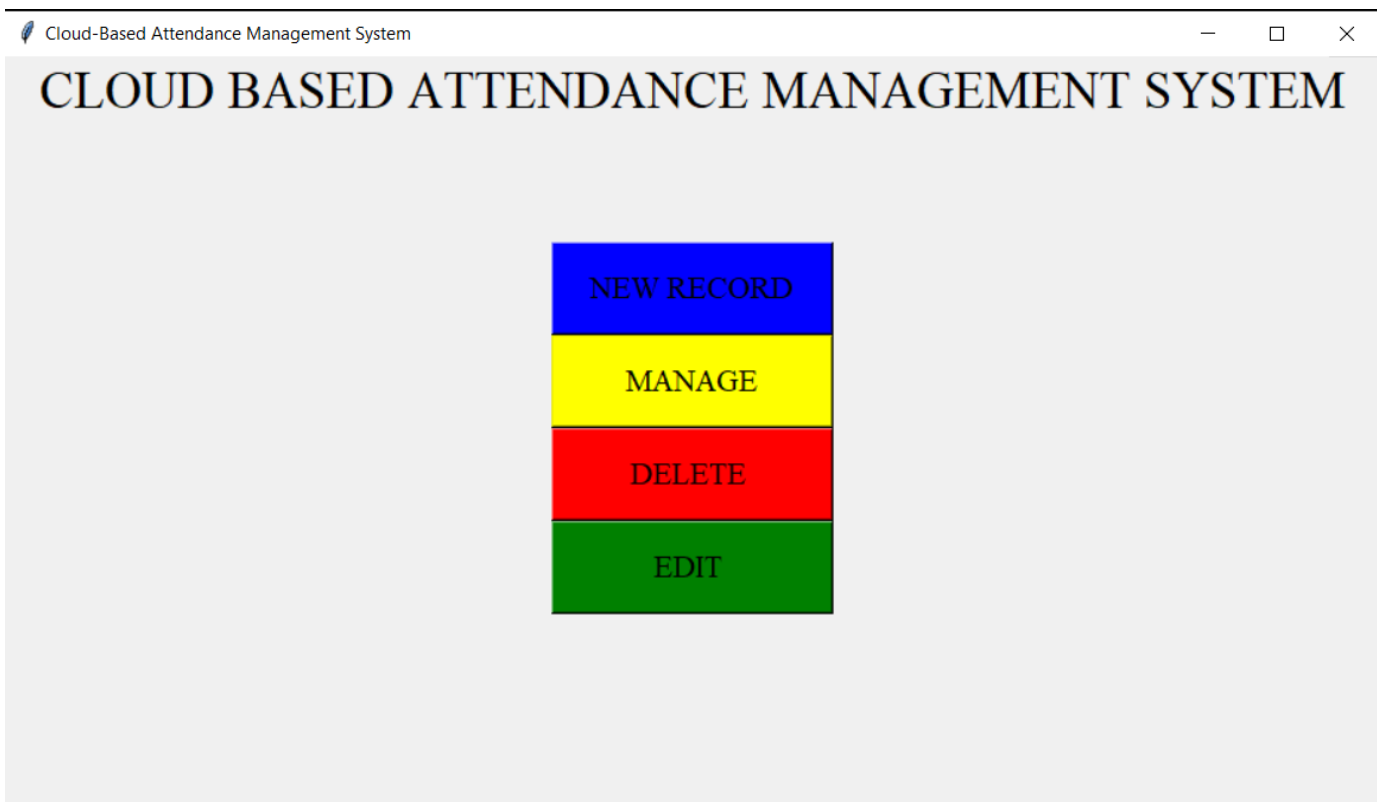 Cloud-Based Attendance Management System
CLOUD BASED ATTENDANCE MANAGEMENT SYSTEM
NEW RECORD
MANAGE
DELETE
EDIT